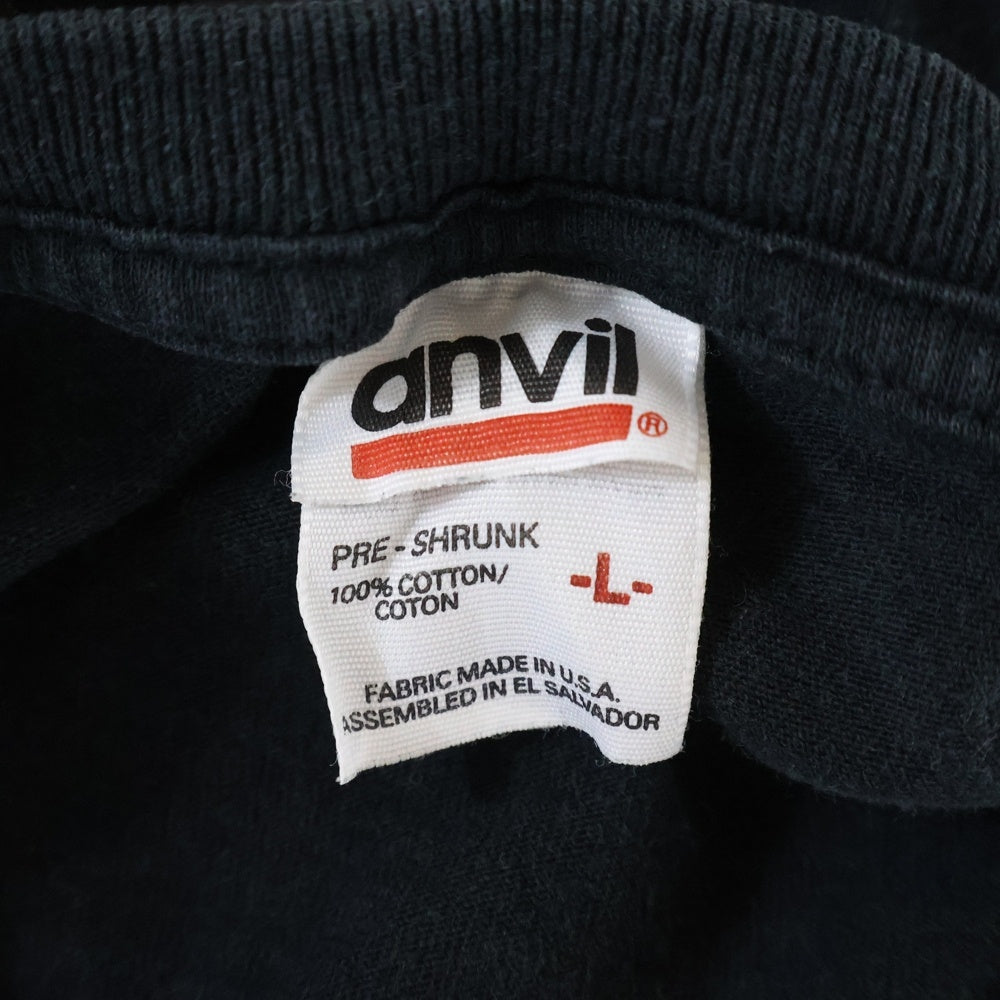 anvil®
PRE-SHRUNK
100% COTTON/
COTON
-L-
FABRIC MADE IN U.S.A.
ASSEMBLED IN EL SALVADOR